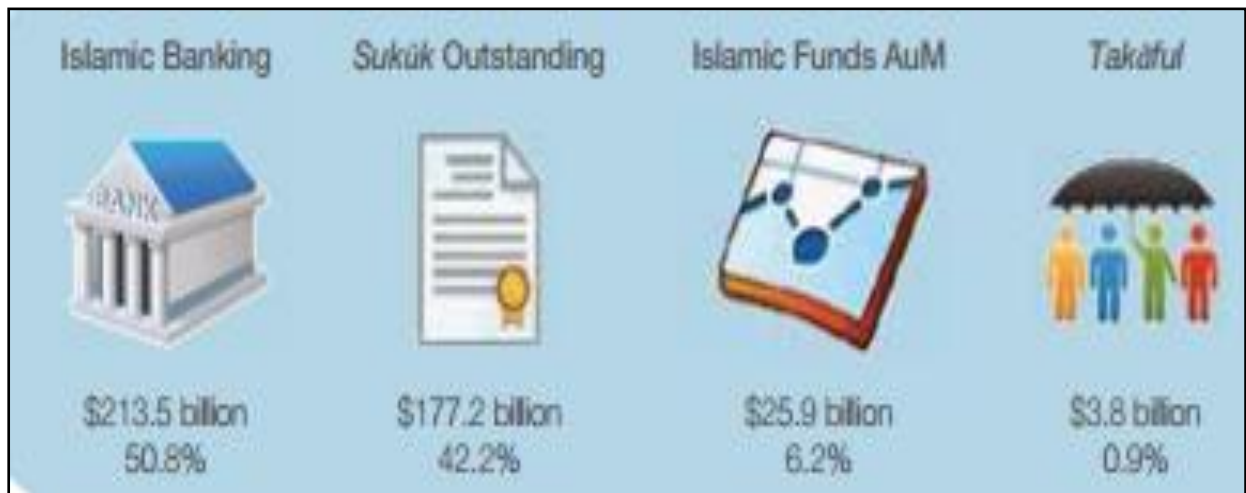 Islamic Banking
Sukūk Outstanding
Islamic Funds AuM
Takāful
BANK
$213.5 billion
50.8%
$177.2 billion
42.2%
$25.9 billion
6.2%
$3.8 billion
0.9%